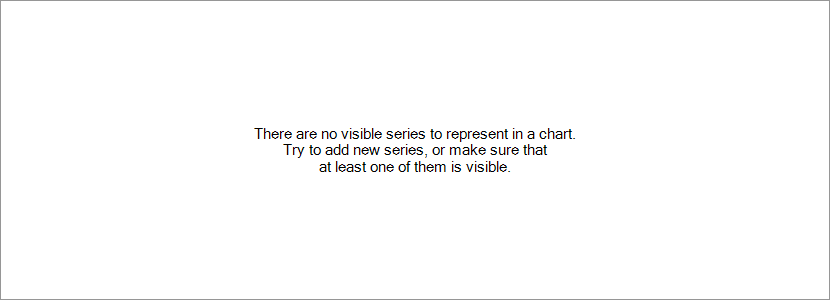 There are no visible series to represent in a chart.
Try to add new series, or make sure that
at least one of them is visible.